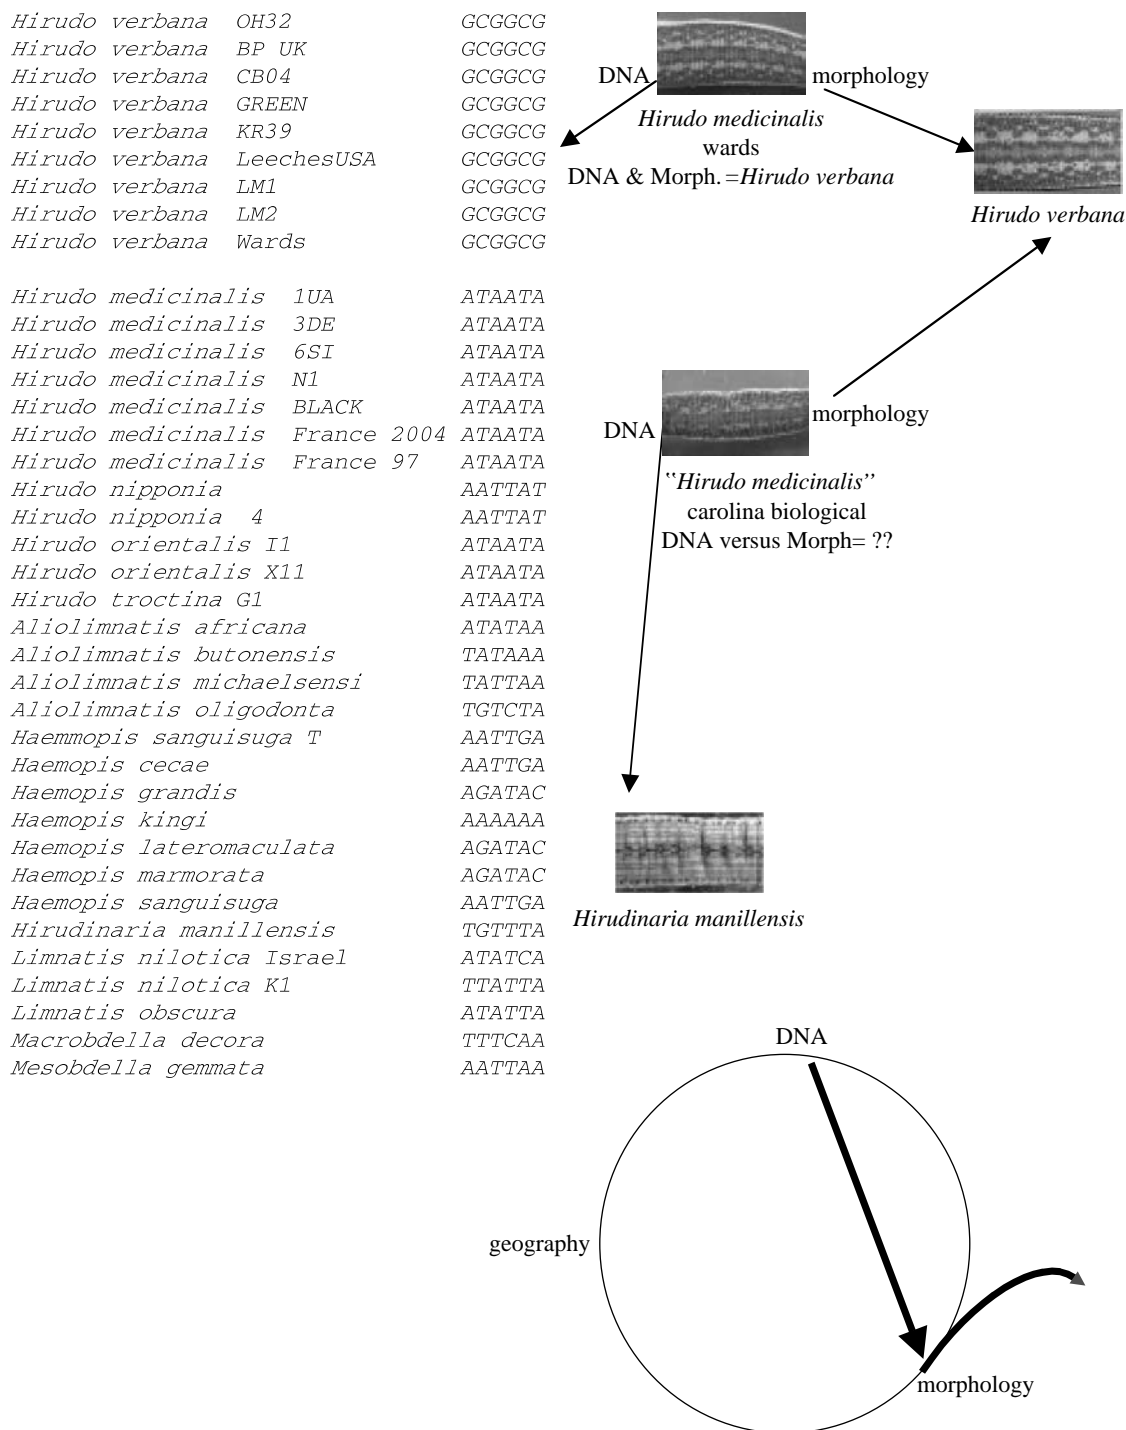 Hirudo verbana OH32 GCGGCG
Hirudo verbana BP UK GCGGCG
Hirudo verbana CB04 GCGGCG
Hirudo verbana GREEN GCGGCG
Hirudo verbana KR39 GCGGCG
Hirudo verbana LeechesUSA GCGGCG
Hirudo verbana LM1 GCGGCG
Hirudo verbana LM2 GCGGCG
Hirudo verbana Wards GCGGCG
Hirudo medicinalis 1UA ATAATA
Hirudo medicinalis 3DE ATAATA
Hirudo medicinalis 6SI ATAATA
Hirudo medicinalis N1 ATAATA
Hirudo medicinalis BLACK ATAATA
Hirudo medicinalis France 2004 ATAATA
Hirudo medicinalis France 97 ATAATA
Hirudo nipponia AATTAT
Hirudo nipponia 4 AATTAT
Hirudo orientalis I1 ATAATA
Hirudo orientalis X11 ATAATA
Hirudo troctina G1 ATAATA
Aliolimnatis africana ATATAA
Aliolimnatis butonensis TATAAA
Aliolimnatis michaelsensi TATTAA
Aliolimnatis oligodonta TGTCTA
Haemmopis sanguisuga T AATTGA
Haemopis cecae AATTGA
Haemopis grandis AGATAC
Haemopis kingi AAAAAA
Haemopis lateromaculata AGATAC
Haemopis marmorata AGATAC
Haemopis sanguisuga AATTGA
Hirudinaria manillensis TGTTTA
Limnatis nilotica Israel ATATCA
Limnatis nilotica K1 TTATTA
Limnatis obscura ATATTA
Macrobdella decora TTTCAA
Mesobdella gemmata AATTAA
DNA
morphology
Hirudo medicinalis
wards
DNA & Morph. =Hirudo verbana
Hirudo verbana
DNA
morphology
"Hirudo medicinalis"
carolina biological
DNA versus Morph= ??
Hirudinaria manillensis
DNA
geography
morphology